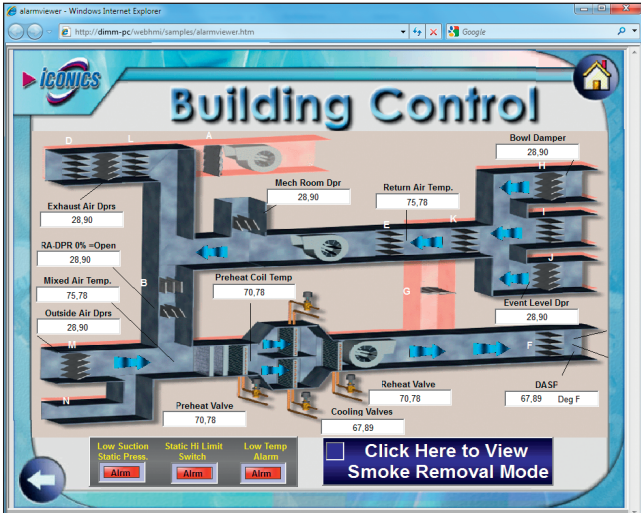 alarmviewer - Windows Internet Explorer
http://dimm-pc/webhmi/samples/alarmviewer.htm
Google
ICONICS
Building Control
D
L
A
Bowl Damper
28,90
H
Mech Room Dpr
28,90
Return Air Temp.
75,78
Exhaust Air Dprs
28,90
E
K
I
RA-DPR 0% =Open
28,90
J
Mixed Air Temp.
75,78
B
Preheat Coil Temp
70,78
G
Event Level Dpr
28,90
Outside Air Dprs
28,90
M
F
N
Preheat Valve
70,78
Reheat Valve
70,78
DASF
67,89 Deg F
Cooling Valves
67,89
Low Suction
Static Press.
Alrm
Static Hi Limit
Switch
Alrm
Low Temp
Alarm
Alrm
Click Here to View
Smoke Removal Mode